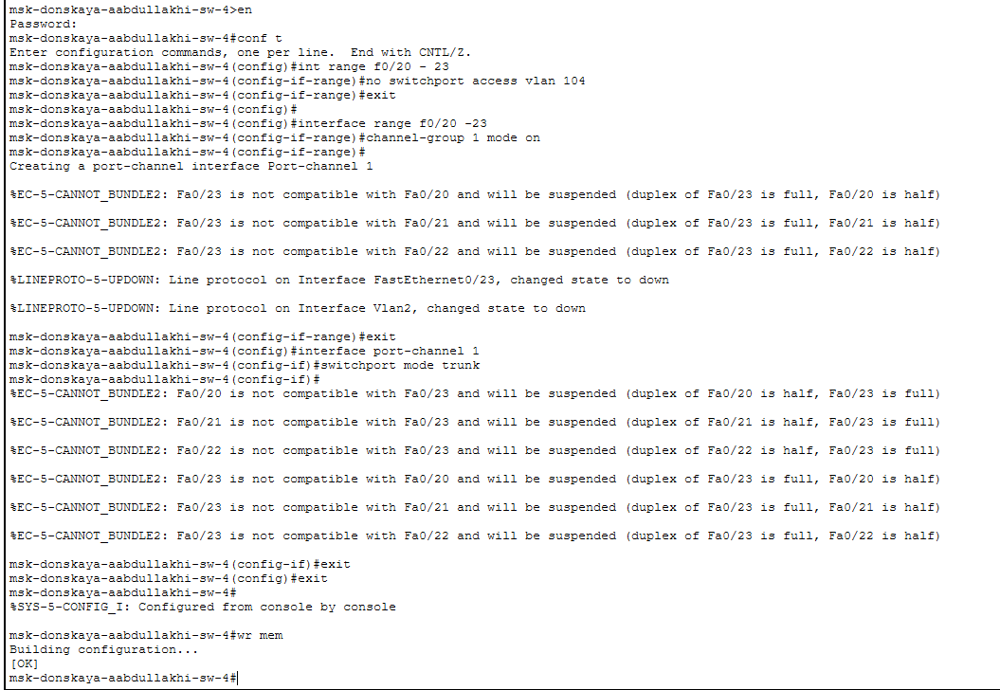 msk-donskaya-aabdullakhi-sw-4>en
Password:
msk-donskaya-aabdullakhi-sw-4#conf t
Enter configuration commands, one per line.  End with CNTL/Z.
msk-donskaya-aabdullakhi-sw-4(config)#int range f0/20 - 23
msk-donskaya-aabdullakhi-sw-4(config-if-range)#no switchport access vlan 104
msk-donskaya-aabdullakhi-sw-4(config-if-range)#exit
msk-donskaya-aabdullakhi-sw-4(config)#
msk-donskaya-aabdullakhi-sw-4(config)#interface range f0/20 -23
msk-donskaya-aabdullakhi-sw-4(config-if-range)#channel-group 1 mode on
msk-donskaya-aabdullakhi-sw-4(config-if-range)#
Creating a port-channel interface Port-channel 1
%EC-5-CANNOT_BUNDLE2: Fa0/23 is not compatible with Fa0/20 and will be suspended (duplex of Fa0/23 is full, Fa0/20 is half)
%EC-5-CANNOT_BUNDLE2: Fa0/23 is not compatible with Fa0/21 and will be suspended (duplex of Fa0/23 is full, Fa0/21 is half)
%EC-5-CANNOT_BUNDLE2: Fa0/23 is not compatible with Fa0/22 and will be suspended (duplex of Fa0/23 is full, Fa0/22 is half)
%LINEPROTO-5-UPDOWN: Line protocol on Interface FastEthernet0/23, changed state to down
%LINEPROTO-5-UPDOWN: Line protocol on Interface Vlan2, changed state to down
msk-donskaya-aabdullakhi-sw-4(config-if-range)#exit
msk-donskaya-aabdullakhi-sw-4(config)#interface port-channel 1
msk-donskaya-aabdullakhi-sw-4(config-if)#switchport mode trunk
msk-donskaya-aabdullakhi-sw-4(config-if)#
%EC-5-CANNOT_BUNDLE2: Fa0/20 is not compatible with Fa0/23 and will be suspended (duplex of Fa0/20 is half, Fa0/23 is full)
%EC-5-CANNOT_BUNDLE2: Fa0/21 is not compatible with Fa0/23 and will be suspended (duplex of Fa0/21 is half, Fa0/23 is full)
%EC-5-CANNOT_BUNDLE2: Fa0/22 is not compatible with Fa0/23 and will be suspended (duplex of Fa0/22 is half, Fa0/23 is full)
%EC-5-CANNOT_BUNDLE2: Fa0/23 is not compatible with Fa0/20 and will be suspended (duplex of Fa0/23 is full, Fa0/20 is half)
%EC-5-CANNOT_BUNDLE2: Fa0/23 is not compatible with Fa0/21 and will be suspended (duplex of Fa0/23 is full, Fa0/21 is half)
%EC-5-CANNOT_BUNDLE2: Fa0/23 is not compatible with Fa0/22 and will be suspended (duplex of Fa0/23 is full, Fa0/22 is half)
msk-donskaya-aabdullakhi-sw-4(config-if)#exit
msk-donskaya-aabdullakhi-sw-4(config)#exit
msk-donskaya-aabdullakhi-sw-4#
%SYS-5-CONFIG_I: Configured from console by console
msk-donskaya-aabdullakhi-sw-4#wr mem
Building configuration...
[OK]
msk-donskaya-aabdullakhi-sw-4#